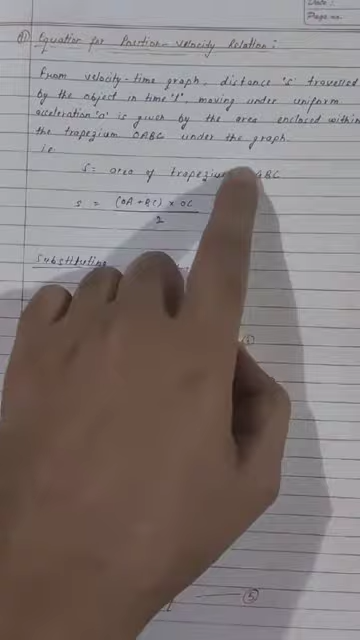 Date :
Page no.
Equation for Position - Velocity Relation :
From velocity - time graph, distance 's' travelled
by the object in time 't', moving under uniform
acceleration 'a' is given by the area enclosed within
the trapezium OABC under the graph.
i.e
s = area of trapezium ABC
s = (OA + BC) × OC
2
Substituting
5